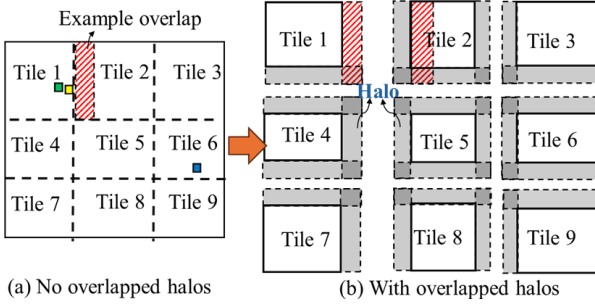 Example overlap
Tile 1
Tile 2
Tile 3
Tile 4
Tile 5
Tile 6
Tile 7
Tile 8
Tile 9
(a) No overlapped halos
Tile 1
Tile 2
Tile 3
Halo
Tile 4
Tile 5
Tile 6
Tile 7
Tile 8
Tile 9
(b) With overlapped halos